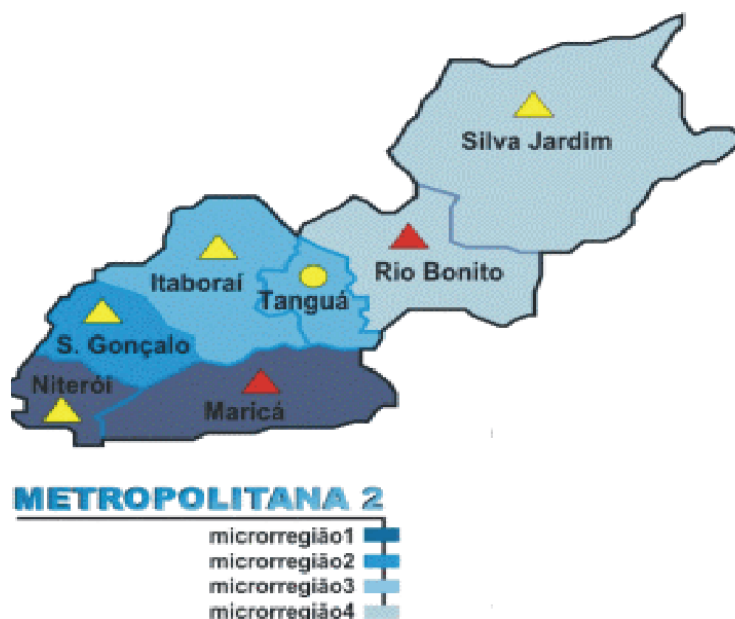 Silva Jardim
Rio Bonito
Itaboraí
Tanguá
S. Gonçalo
Niterói
Maricá
METROPOLITANA 2
microrregião1
microrregião2
microrregião3
microrregião4